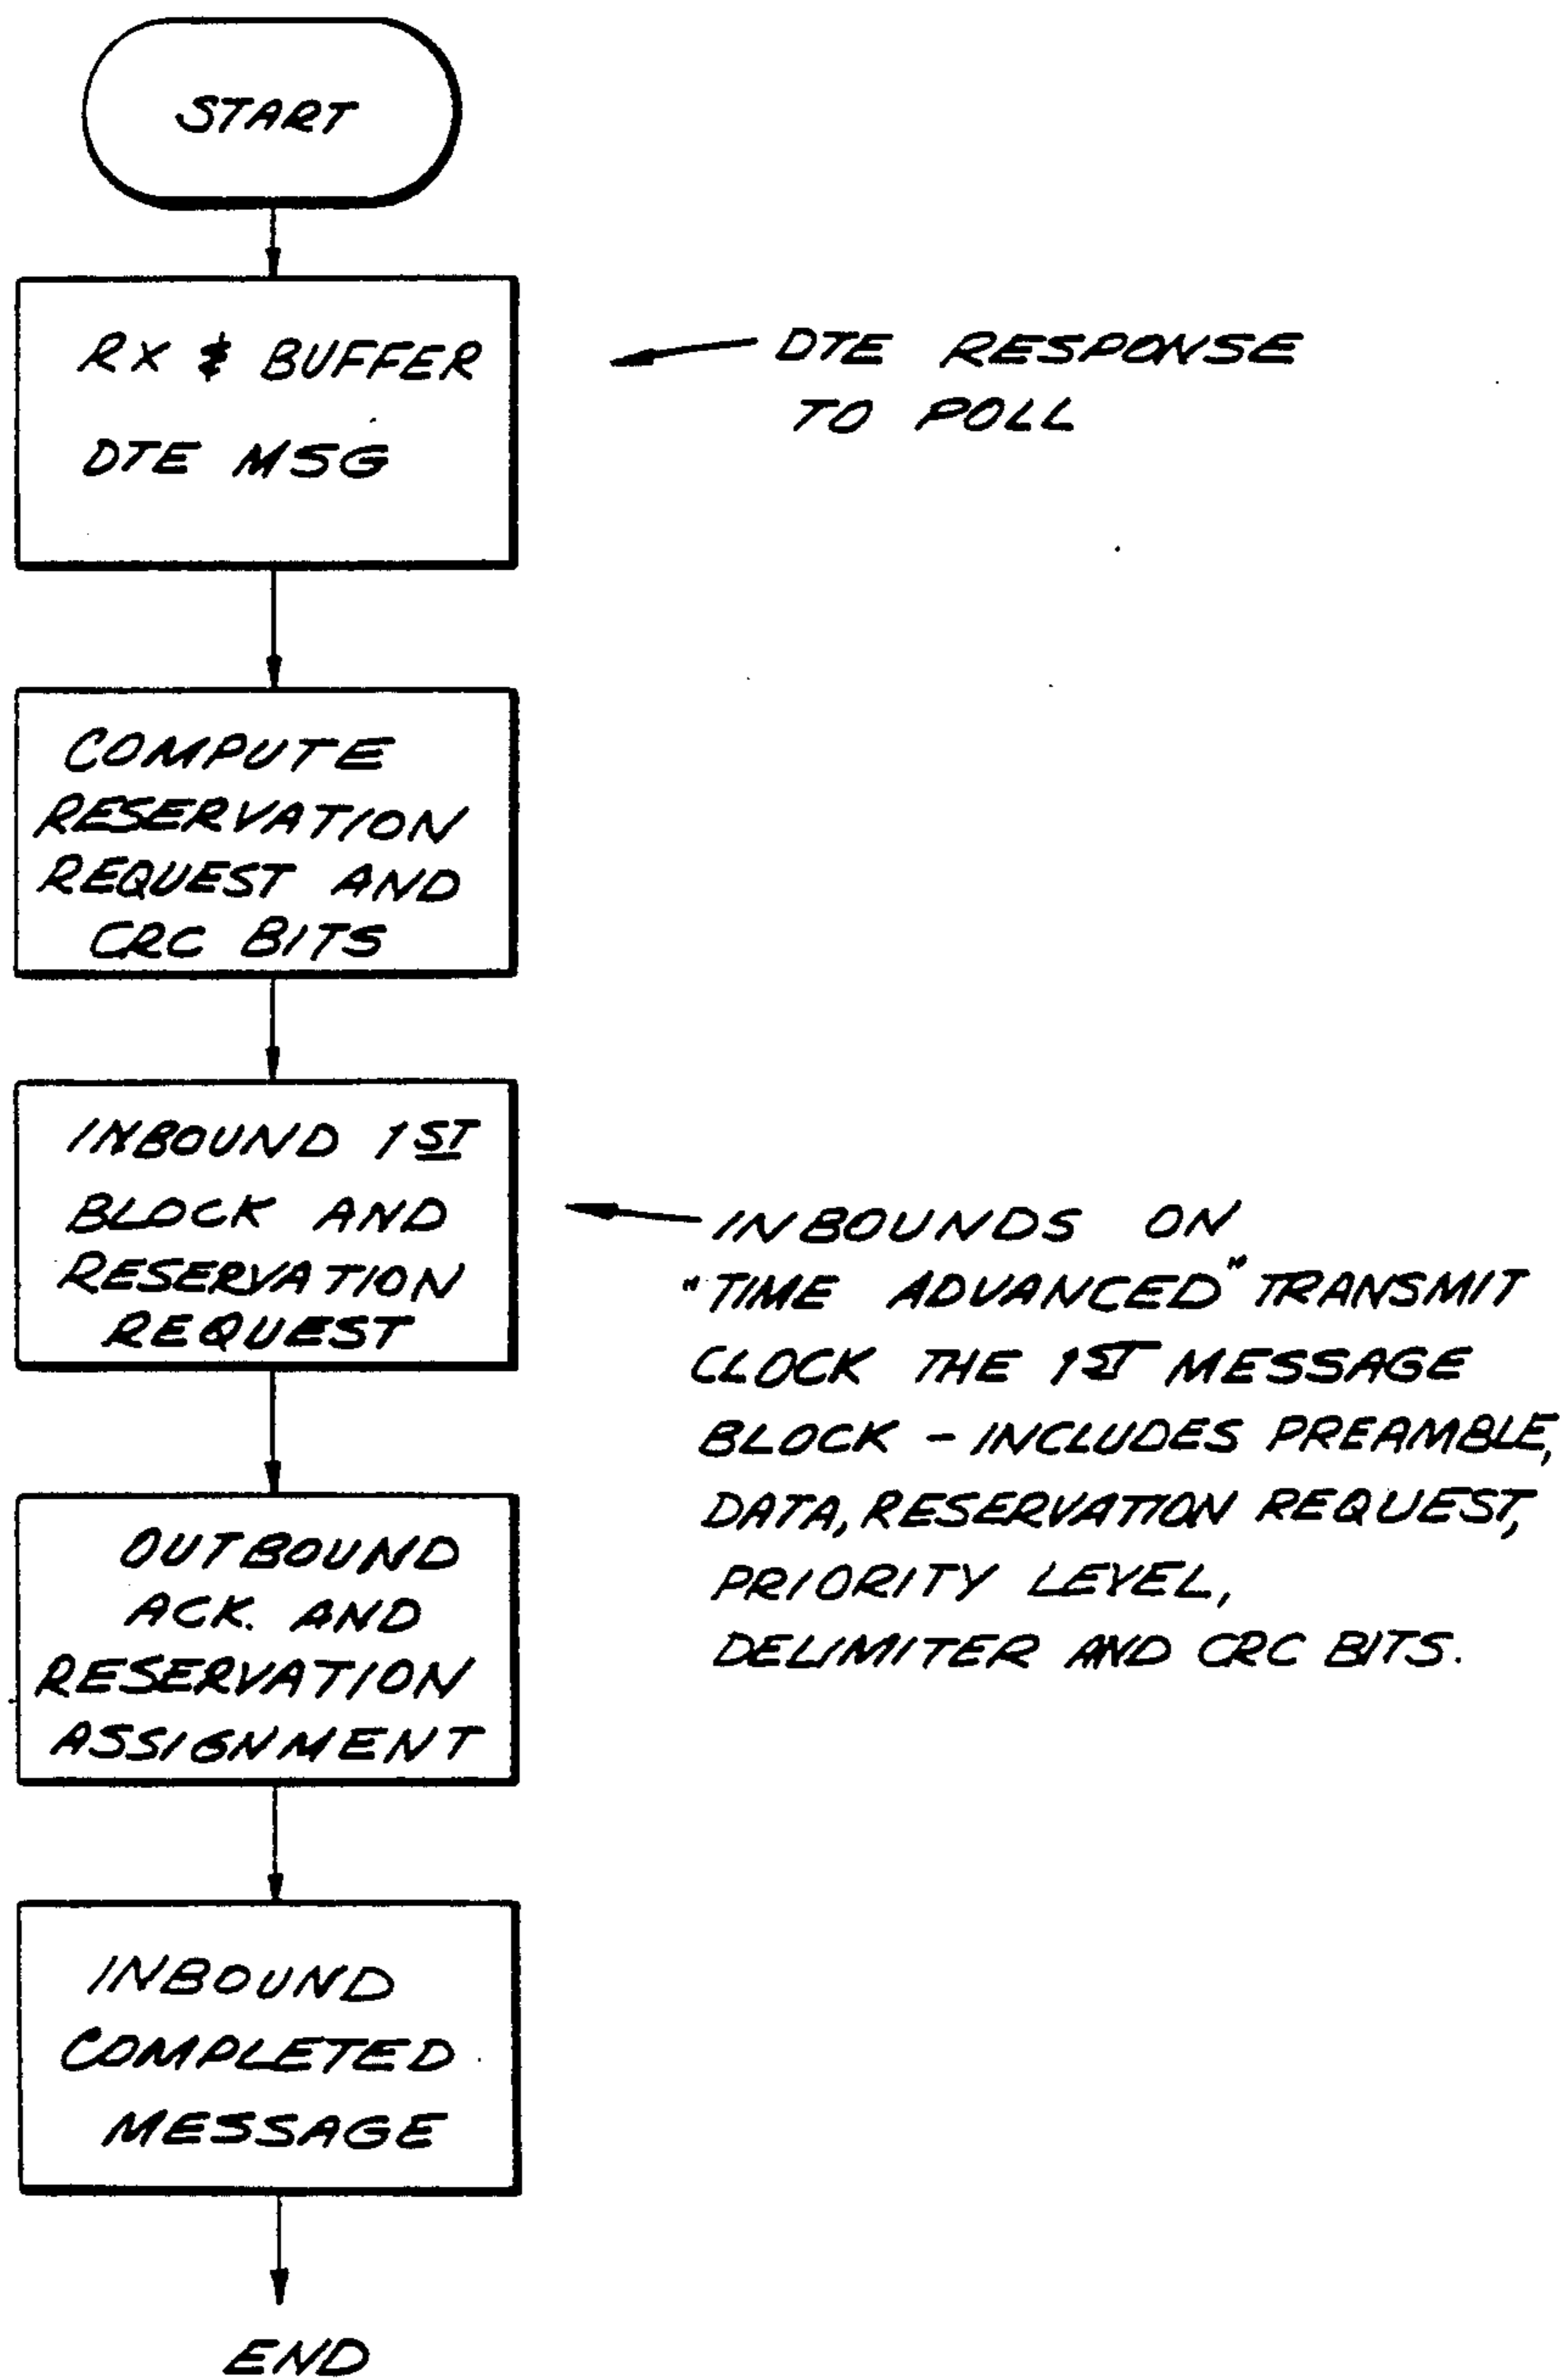 START
RX & BUFFER
DTE MSG
DTE RESPONSE
TO POLL
COMPUTE
RESERVATION
REQUEST AND
CRC BITS
INBOUND 1ST
BLOCK AND
RESERVATION
REQUEST
INBOUNDS ON
"TIME ADVANCED" TRANSMIT
CLOCK THE 1ST MESSAGE
BLOCK - INCLUDES PREAMBLE,
DATA, RESERVATION REQUEST,
PRIORITY LEVEL,
DELIMITER AND CRC BITS.
OUTBOUND
ACK. AND
RESERVATION
ASSIGNMENT
INBOUND
COMPLETED
MESSAGE
END